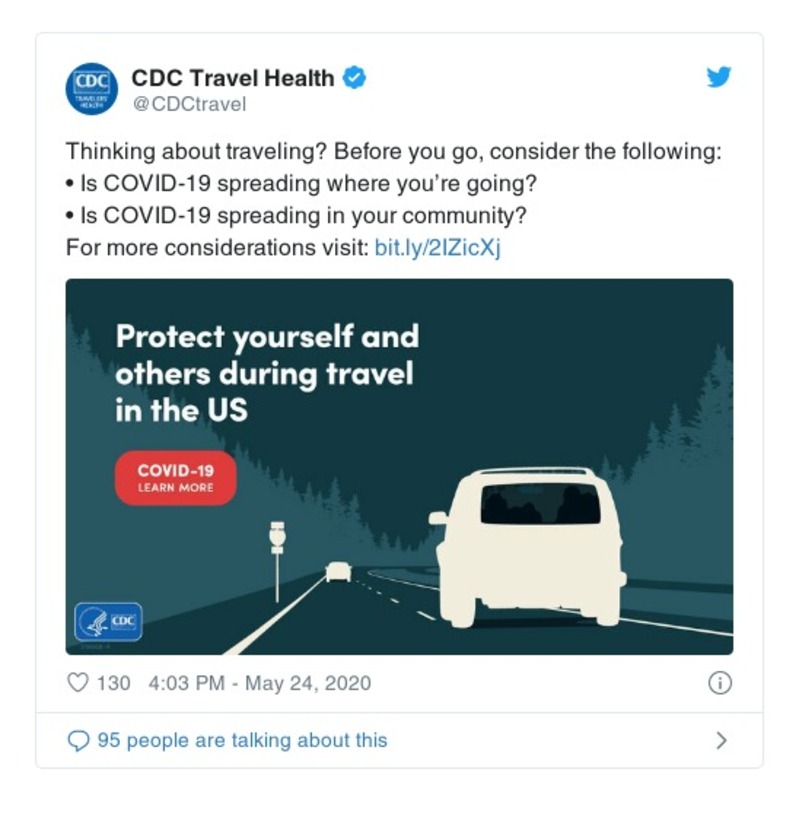 CDC
TRAVELERS'
HEALTH
CDC Travel Health
@CDCtravel
Thinking about traveling? Before you go, consider the following:
• Is COVID-19 spreading where you’re going?
• Is COVID-19 spreading in your community?
For more considerations visit: bit.ly/2IZicXj
Protect yourself and
others during travel
in the US
COVID-19
LEARN MORE
CDC
130 4:03 PM - May 24, 2020
95 people are talking about this